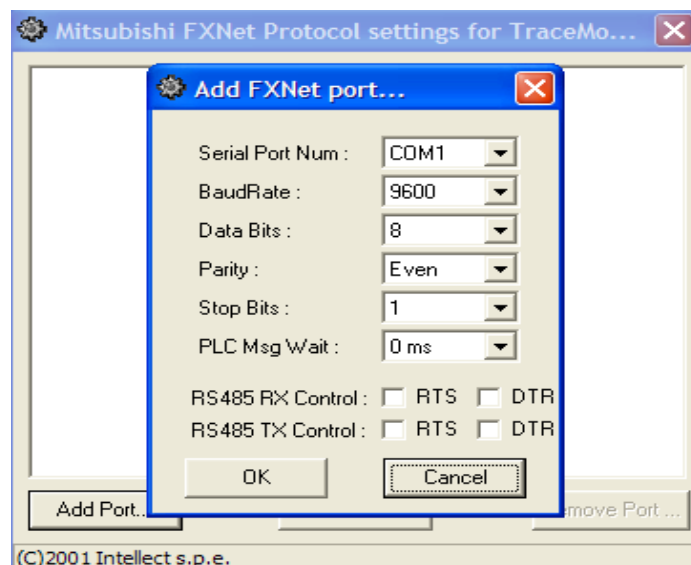 Mitsubishi FXNet Protocol settings for TraceMo...
Add FXNet port...
Serial Port Num : COM1
BaudRate : 9600
Data Bits : 8
Parity : Even
Stop Bits : 1
PLC Msg Wait : 0 ms
RS485 RX Control : RTS DTR
RS485 TX Control : RTS DTR
OK Cancel
Add Port... Port ...
(C)2001 Intellect s.p.e.